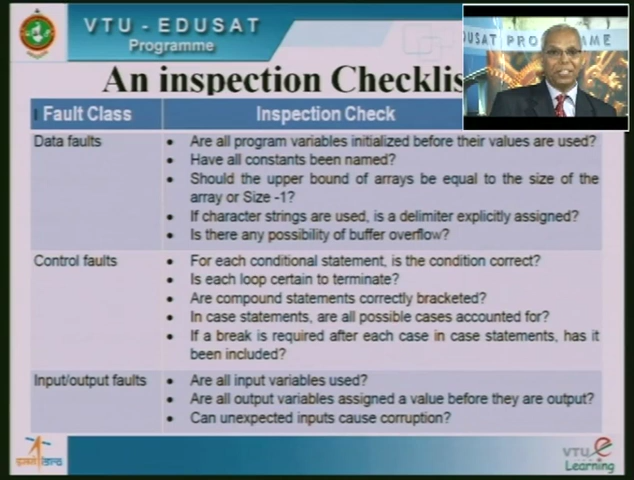 VTU - EDUSAT
Programme
EDUSAT PROGRAMME
An inspection Checklis
Fault Class
Inspection Check
Data faults
• Are all program variables initialized before their values are used?
• Have all constants been named?
• Should the upper bound of arrays be equal to the size of the
array or Size -1?
• If character strings are used, is a delimiter explicitly assigned?
• Is there any possibility of buffer overflow?
Control faults
• For each conditional statement, is the condition correct?
• Is each loop certain to terminate?
• Are compound statements correctly bracketed?
• In case statements, are all possible cases accounted for?
• If a break is required after each case in case statements, has it
been included?
Input/output faults
• Are all input variables used?
• Are all output variables assigned a value before they are output?
• Can unexpected inputs cause corruption?
VTU e
Learning